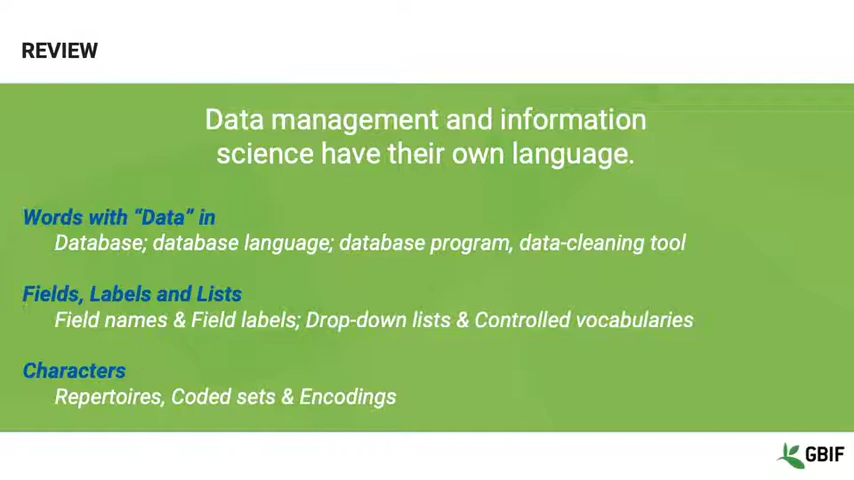 REVIEW
Data management and information
science have their own language.
Words with “Data” in
Database; database language; database program, data-cleaning tool
Fields, Labels and Lists
Field names & Field labels; Drop-down lists & Controlled vocabularies
Characters
Repertoires, Coded sets & Encodings
GBIF